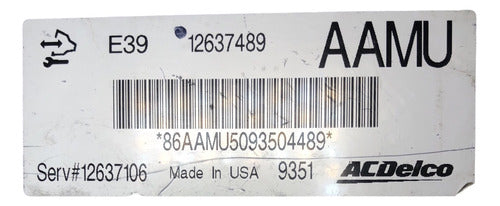 E39 12637489 AAMU
*86AAMU5093504489*
Serv#12637106 Made In USA 9351 ACDelco